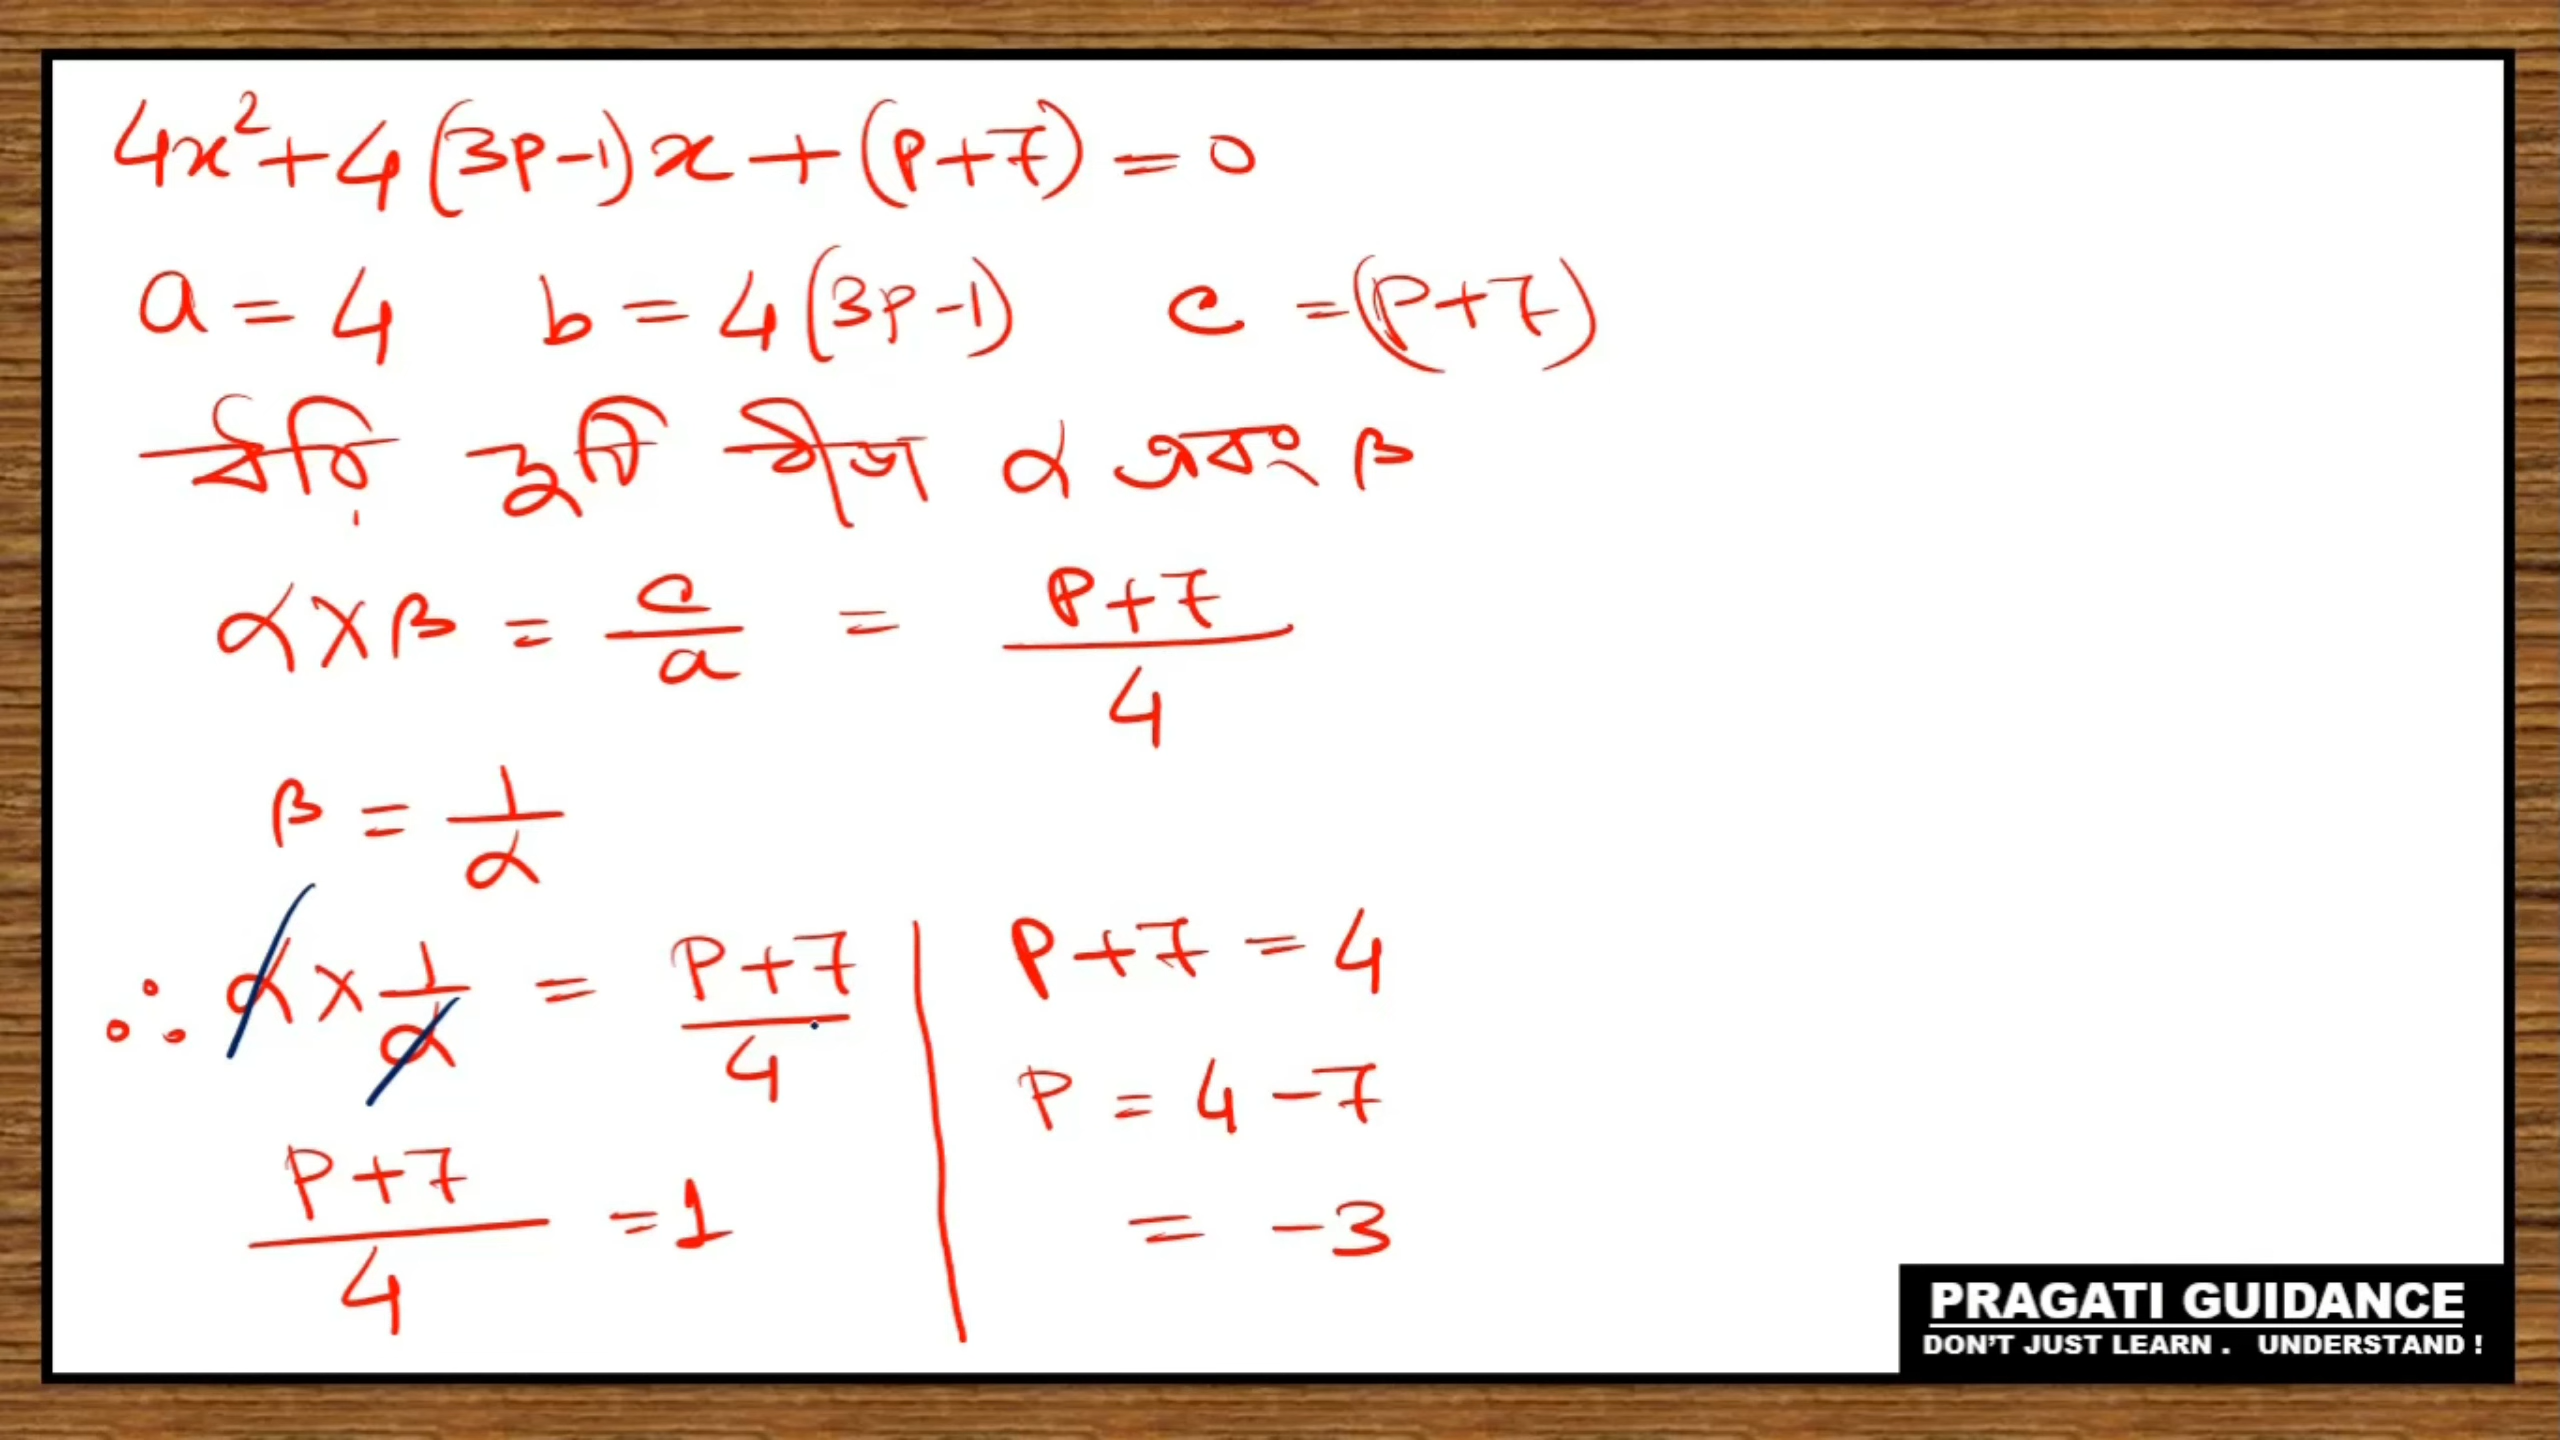 4x² + 4(3p-1)x + (p+7) = 0
a = 4 b = 4(3p-1) c = (p+7)
ধরি, দুটি বীজ α এবং β
α × β = c/a = p+7/4
β = 1/α
∴ α × 1/α = p+7/4
p+7/4 = 1
p+7 = 4
p = 4 - 7
= -3
PRAGATI GUIDANCE
DON'T JUST LEARN . UNDERSTAND !